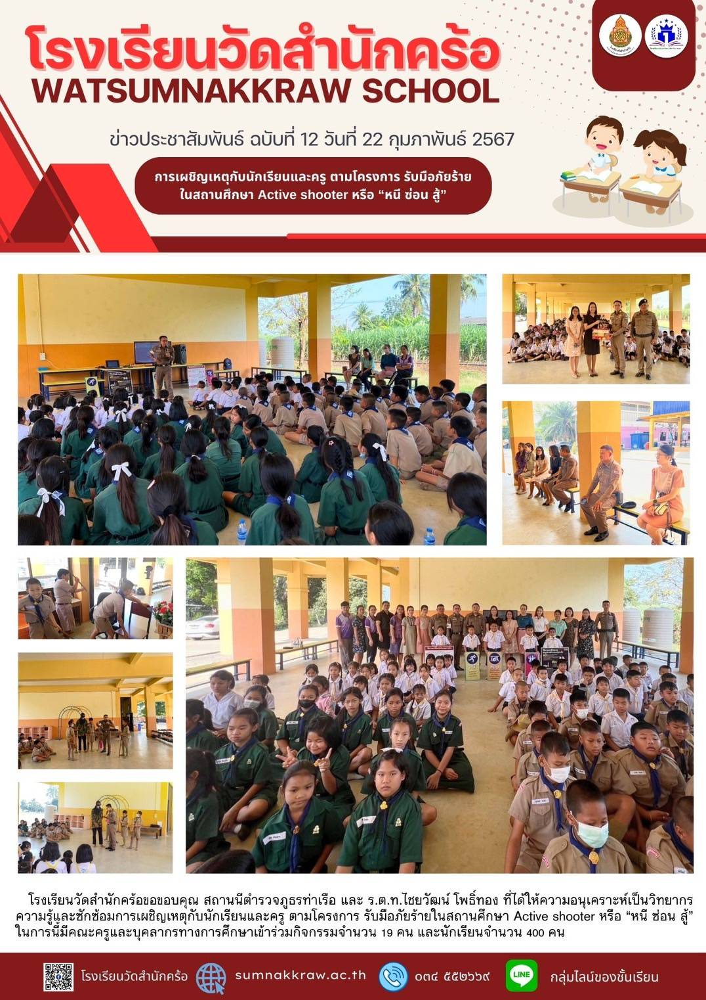 โรงเรียนวัดสำนักคร้อ
WATSUMNAKKRAW SCHOOL
ข่าวประชาสัมพันธ์ ฉบับที่ 12 วันที่ 22 กุมภาพันธ์ 2567
การเผชิญเหตุกับนักเรียนและครู ตามโครงการ รับมือภัยร้าย
ในสถานศึกษา Active shooter หรือ “หนี ซ่อน สู้”
โรงเรียนวัดสำนักคร้อขอขอบคุณ สถานนีตำรวจภูธรท่าเรือ และ ร.ต.ท.ไชยวัฒน์ โพธิ์ทอง ที่ได้ให้ความอนุเคราะห์เป็นวิทยากร
ความรู้และซักซ้อมการเผชิญเหตุกับนักเรียนและครู ตามโครงการ รับมือภัยร้ายในสถานศึกษา Active shooter หรือ “หนี ซ่อน สู้”
ในการนี้มีคณะครูและบุคลากรทางการศึกษาเข้าร่วมกิจกรรมจำนวน 19 คน และนักเรียนจำนวน 400 คน
โรงเรียนวัดสำนักคร้อ
sumnakkraw.ac.th
๐๓๔ ๕๕๒๖๖๙
LINE
กลุ่มไลน์ของชั้นเรียน